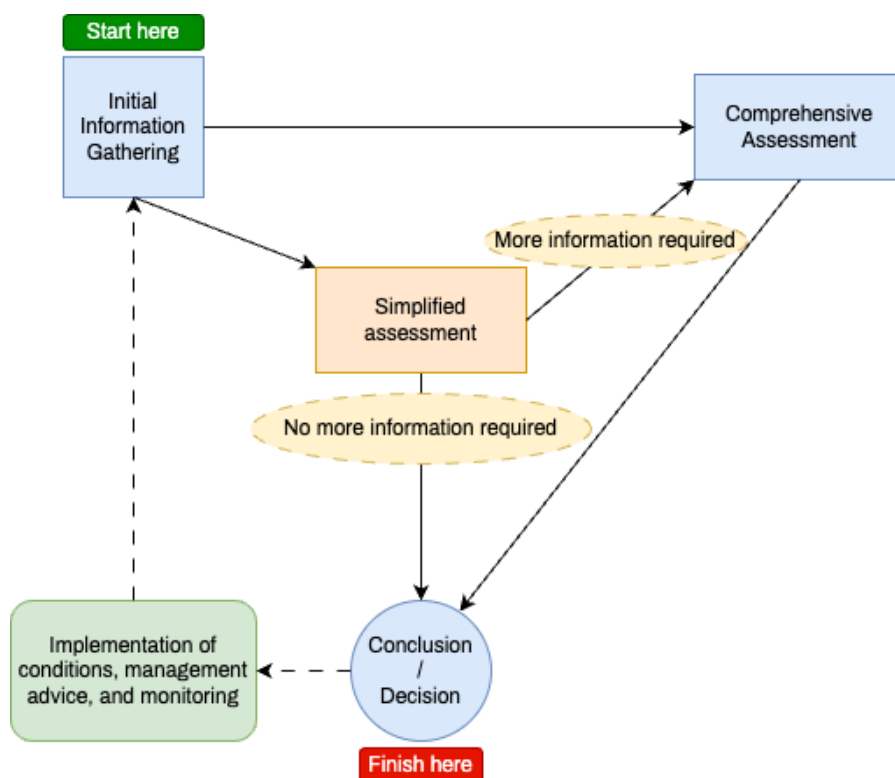 Start here
Initial
Information
Gathering
Comprehensive
Assessment
More information required
Simplified
assessment
No more information required
Implementation of
conditions, management
advice, and monitoring
Conclusion
/
Decision
Finish here